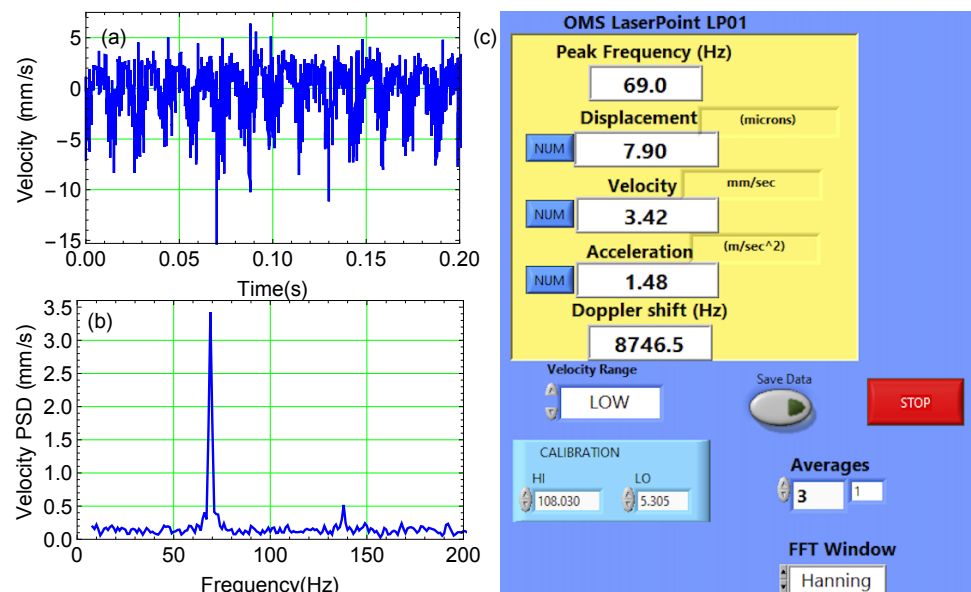 (a)
Velocity (mm/s)
5
0
−5
−10
−15
0.00 0.05 0.10 0.15 0.20
Time(s)
(b)
Velocity PSD (mm/s)
3.5
3.0
2.5
2.0
1.5
1.0
0.5
0.0
0 50 100 150 200
Frequency(Hz)
(c)
OMS LaserPoint LP01
Peak Frequency (Hz)
69.0
Displacement (microns)
NUM 7.90
Velocity mm/sec
NUM 3.42
Acceleration (m/sec^2)
NUM 1.48
Doppler shift (Hz)
8746.5
Velocity Range
LOW
Save Data
STOP
CALIBRATION
HI LO
108.030 5.305
Averages
3 1
FFT Window
Hanning